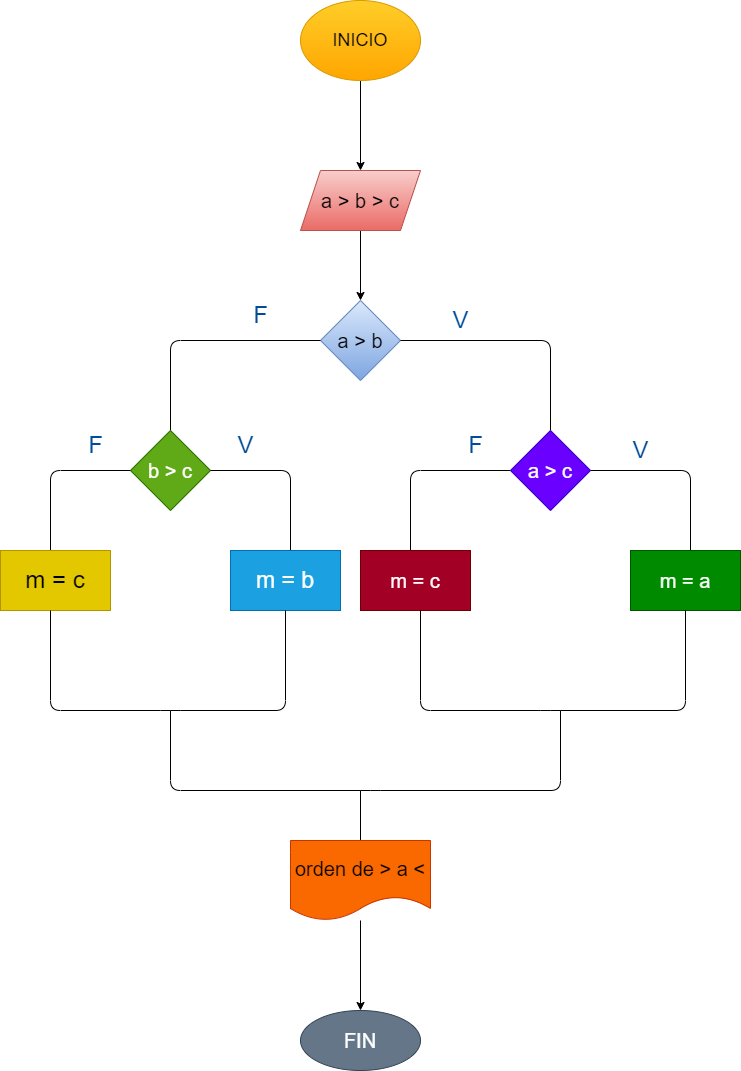 INICIO
a > b > c
F
V
a > b
F
V
F
V
b > c
a > c
m = c
m = b
m = c
m = a
orden de > a <
FIN